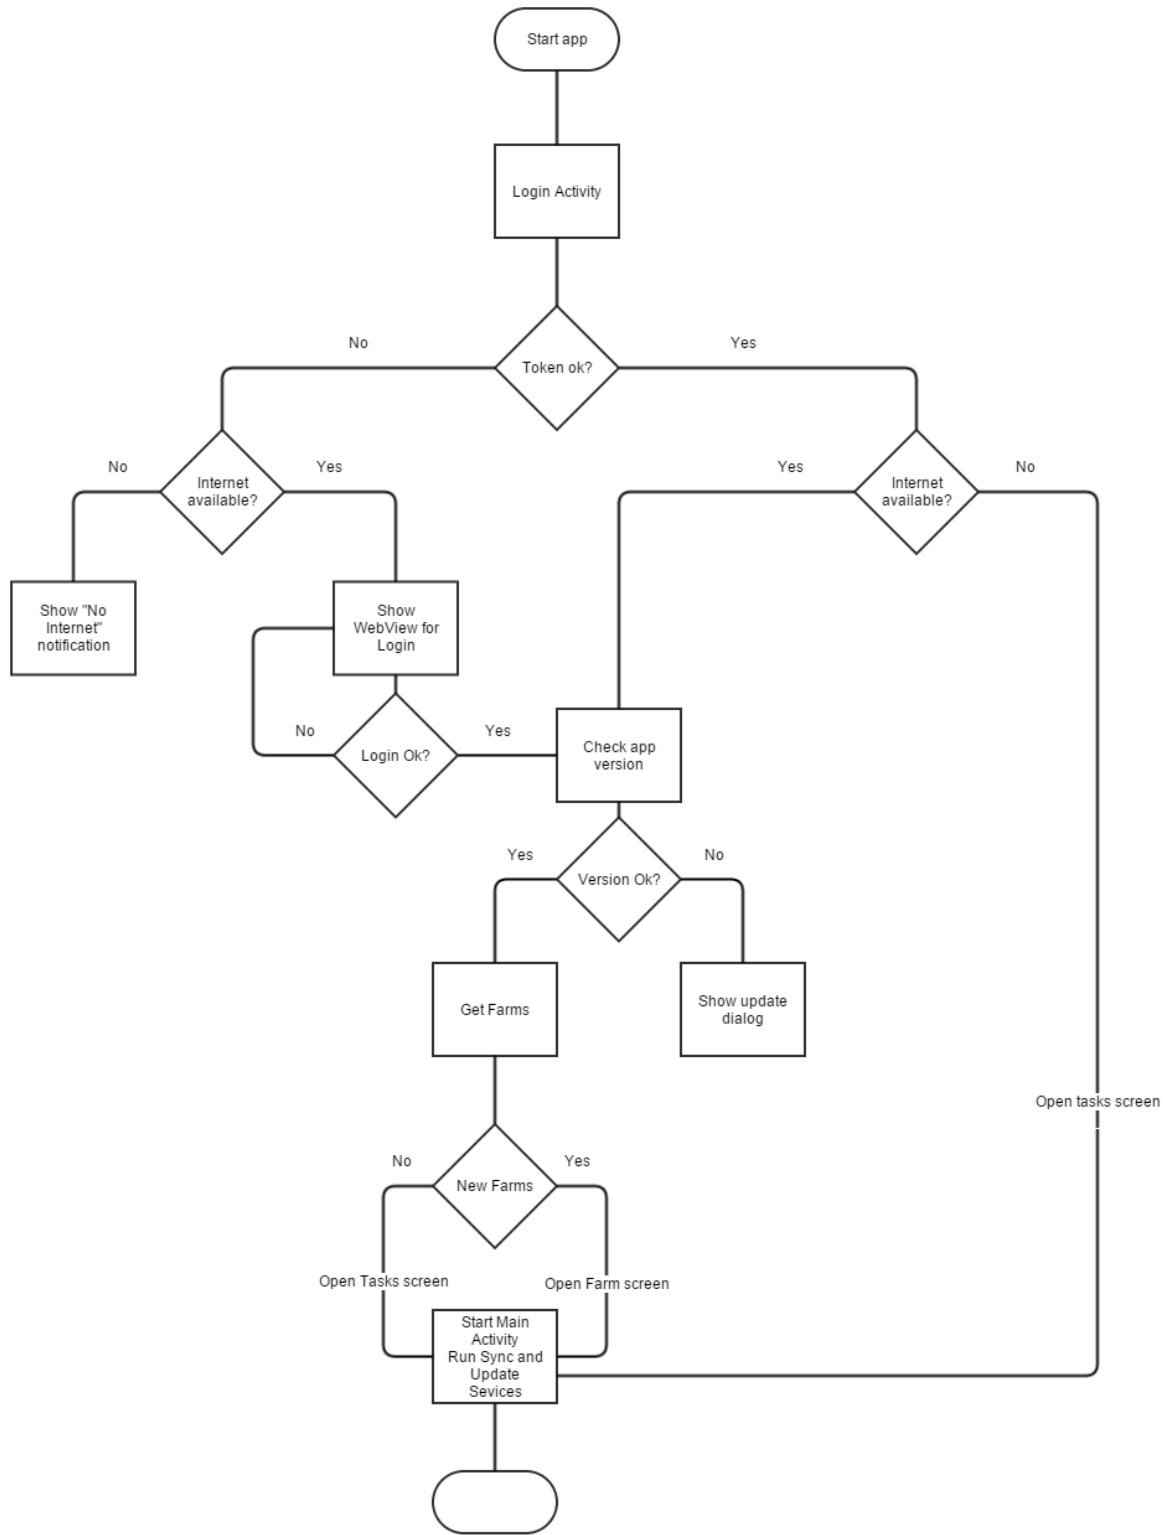 Start app
Login Activity
No
Yes
Token ok?
No
Yes
Yes
No
Internet
available?
Internet
available?
Show "No
Internet"
notification
Show
WebView for
Login
No
Yes
Login Ok?
Check app
version
Yes
No
Version Ok?
Get Farms
Show update
dialog
Open tasks screen
No
Yes
New Farms
Open Tasks screen
Open Farm screen
Start Main
Activity
Run Sync and
Update
Sevices